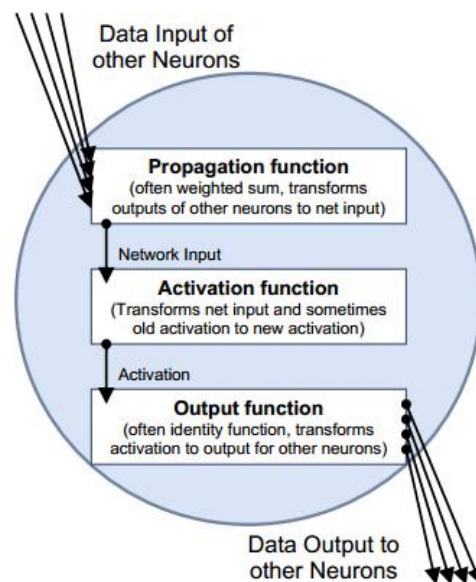 Data Input of
other Neurons
Propagation function
(often weighted sum, transforms
outputs of other neurons to net input)
Network Input
Activation function
(Transforms net input and sometimes
old activation to new activation)
Activation
Output function
(often identity function, transforms
activation to output for other neurons)
Data Output to
other Neurons